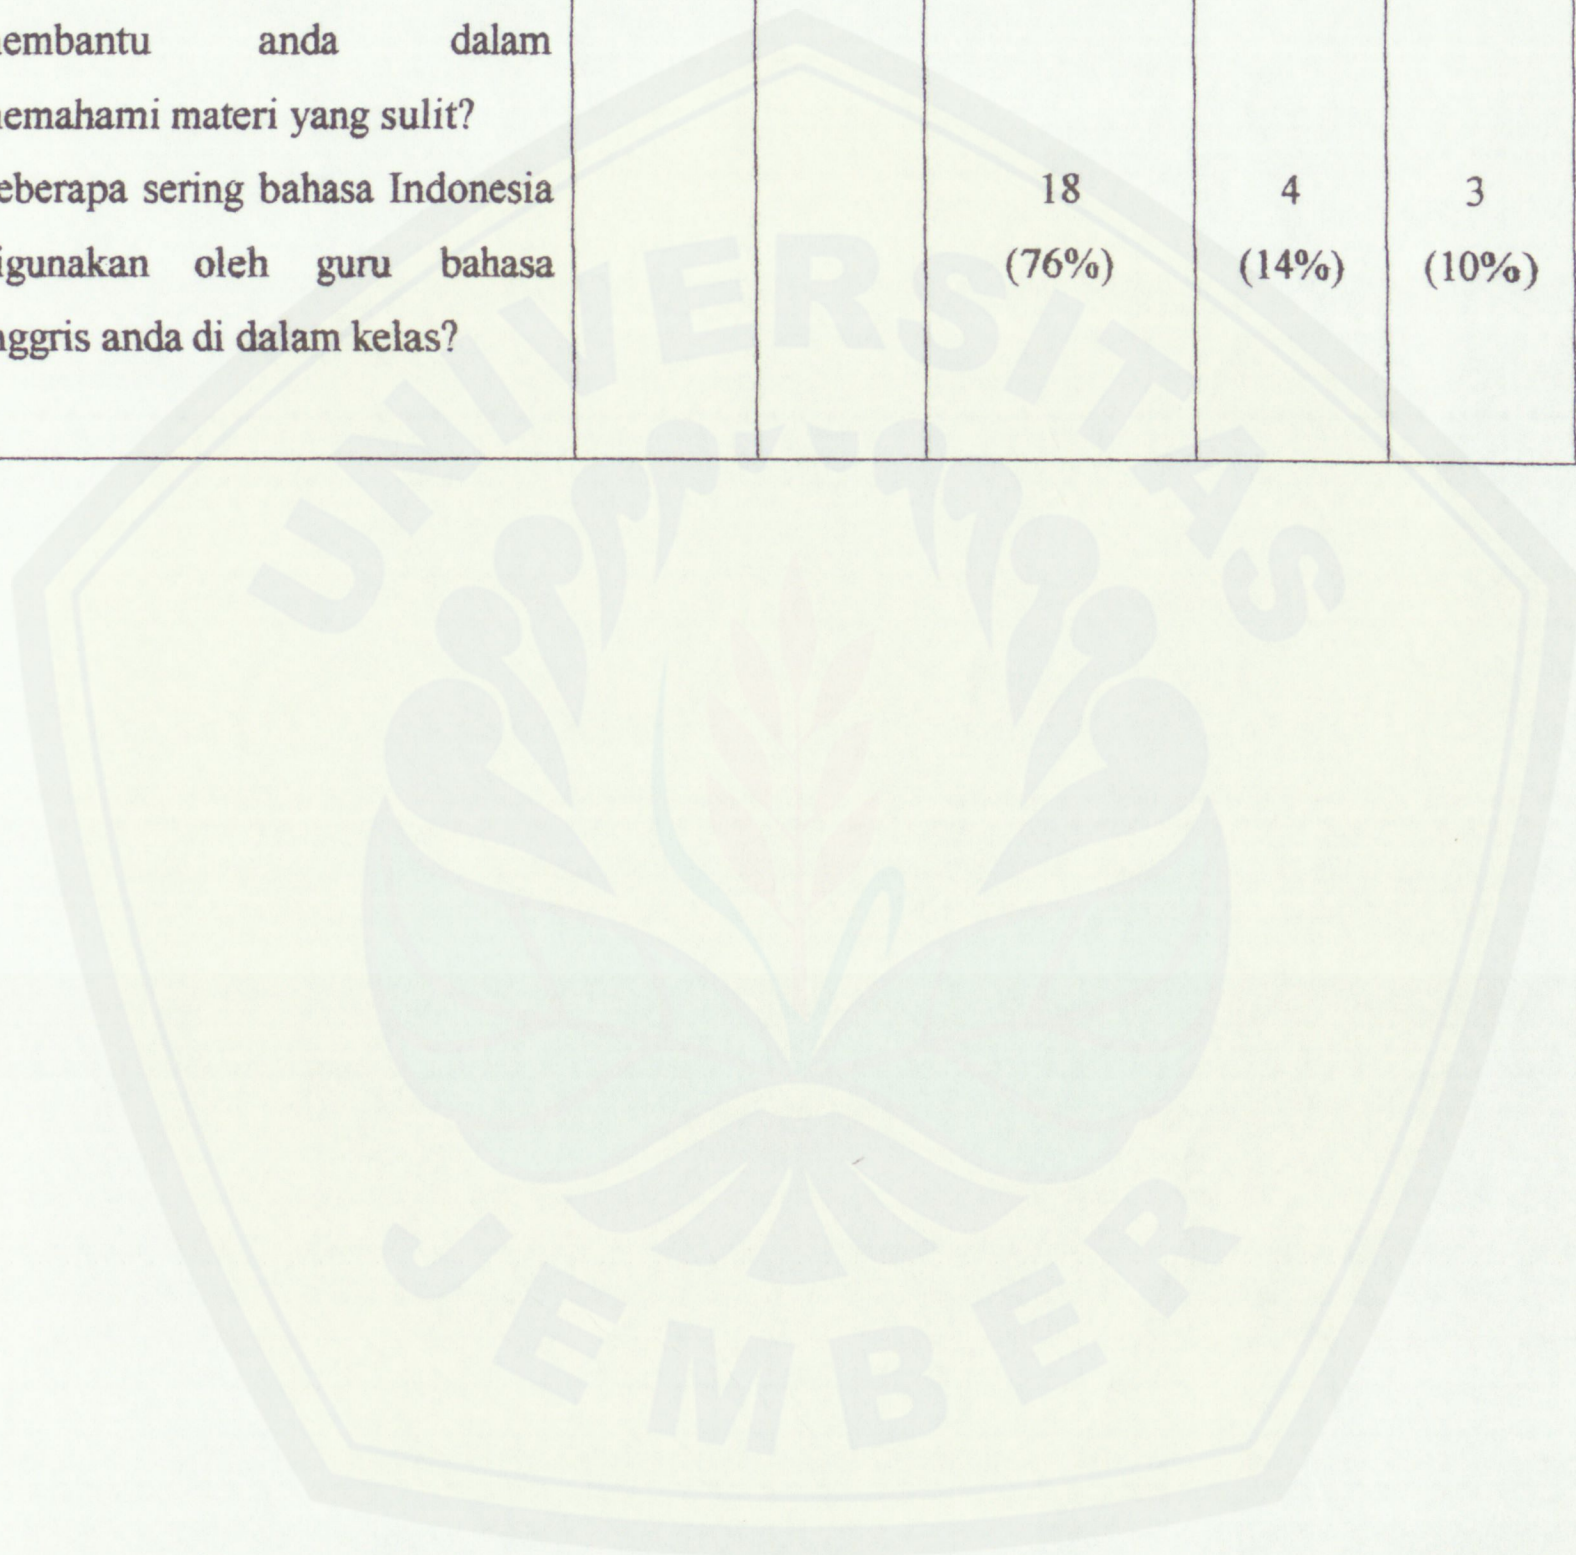 embantu anda dalam
emahami materi yang sulit?
eberapa sering bahasa Indonesia 18 4 3
igunakan oleh guru bahasa (76%) (14%) (10%)
nggris anda di dalam kelas?
UNIVERSITAS
JEMBER